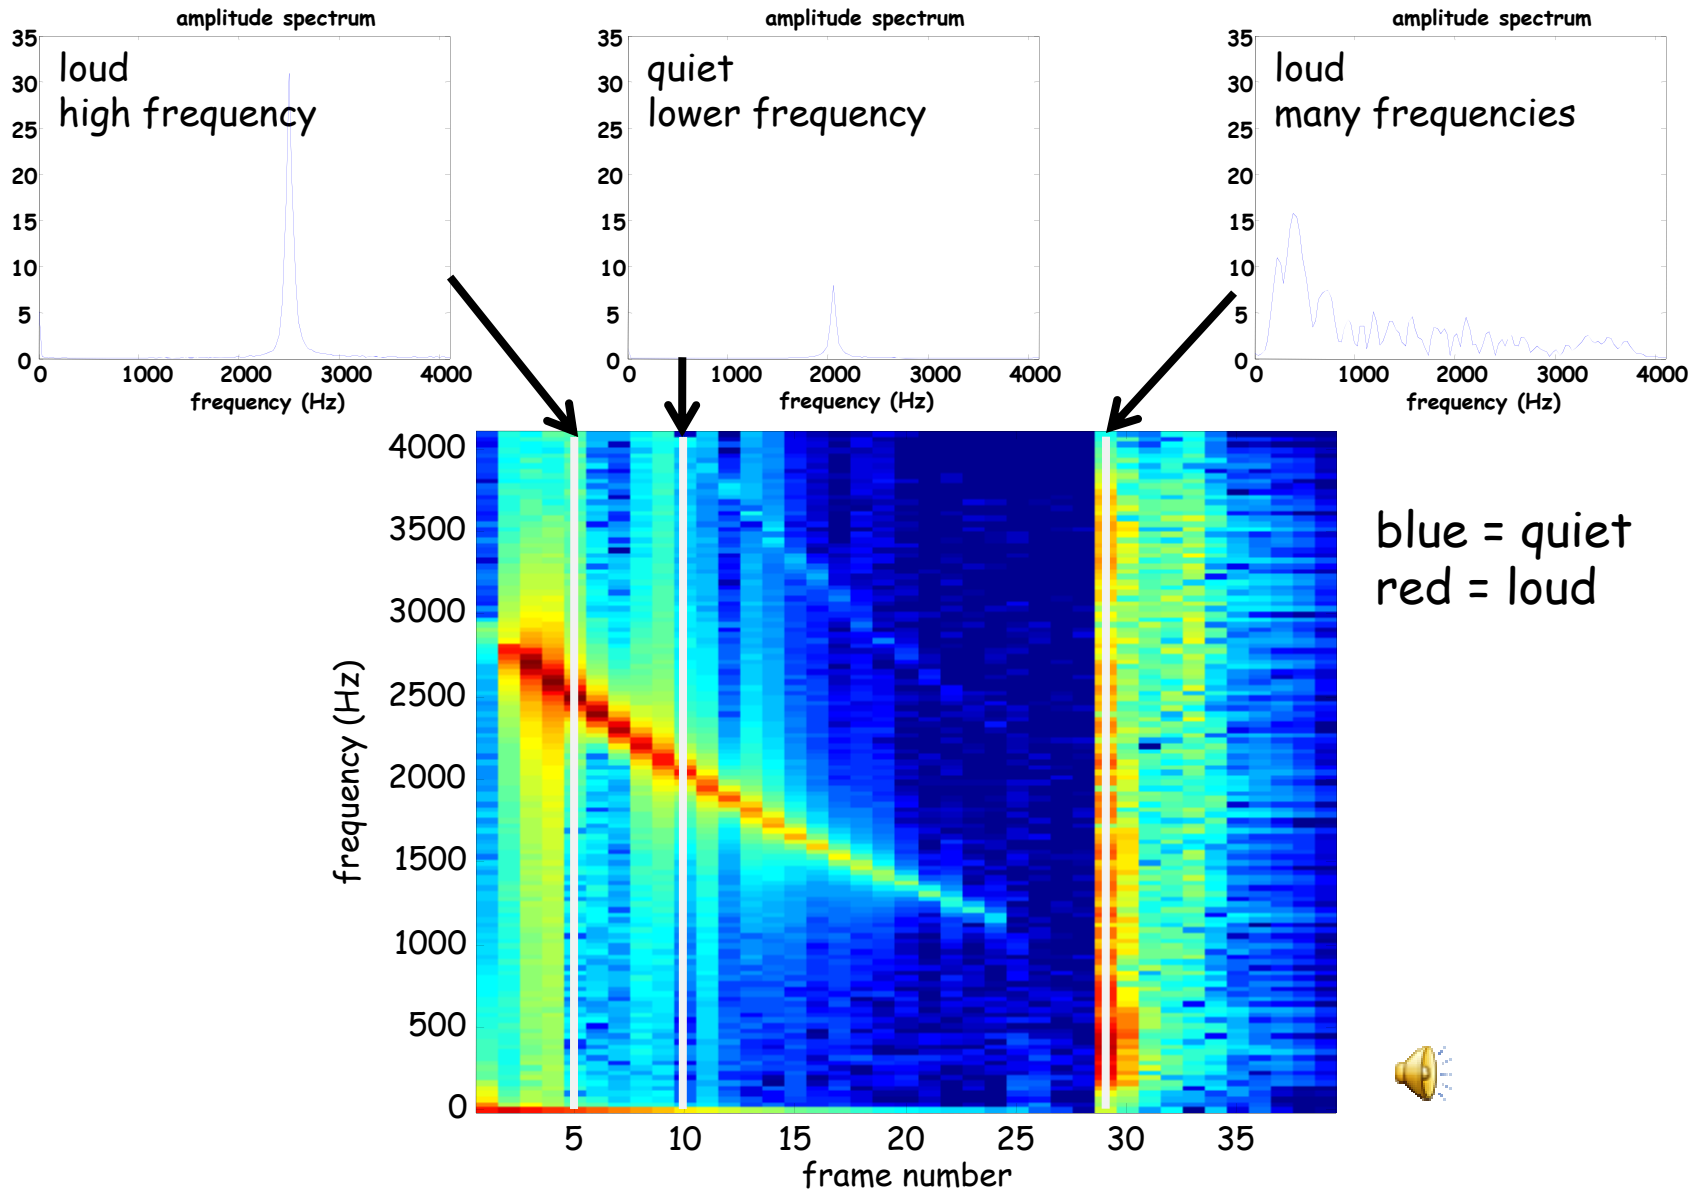 amplitude spectrum
35
30
25
20
15
10
5
0
loud
high frequency
0 1000 2000 3000 4000
frequency (Hz)
amplitude spectrum
35
30
25
20
15
10
5
0
quiet
lower frequency
0 1000 2000 3000 4000
frequency (Hz)
amplitude spectrum
35
30
25
20
15
10
5
0
loud
many frequencies
0 1000 2000 3000 4000
frequency (Hz)
frequency (Hz)
4000
3500
3000
2500
2000
1500
1000
500
0
5 10 15 20 25 30 35
frame number
blue = quiet
red = loud